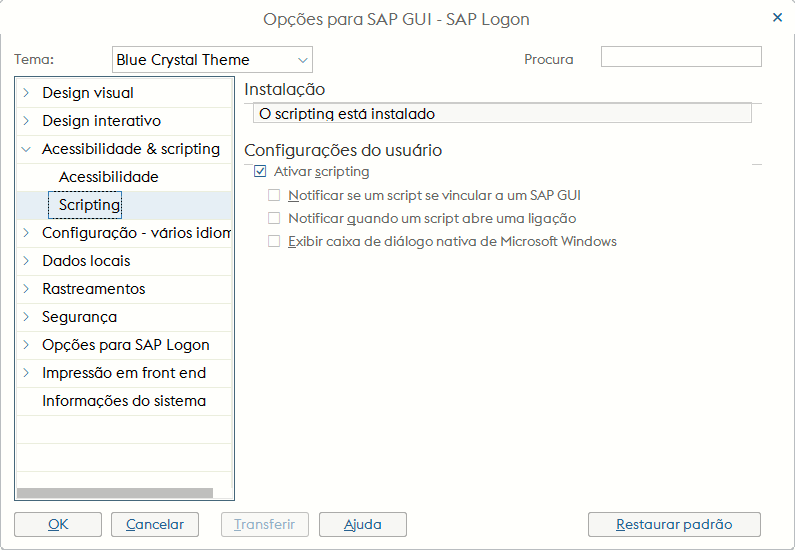 Opções para SAP GUI - SAP Logon
Tema:
Blue Crystal Theme
Procura
Design visual
Design interativo
Acessibilidade & scripting
Acessibilidade
Scripting
Configuração - vários idiom
Dados locais
Rastreamentos
Segurança
Opções para SAP Logon
Impressão em front end
Informações do sistema
Instalação
O scripting está instalado
Configurações do usuário
Ativar scripting
Notificar se um script se vincular a um SAP GUI
Notificar quando um script abre uma ligação
Exibir caixa de diálogo nativa de Microsoft Windows
OK
Cancelar
Transferir
Ajuda
Restaurar padrão